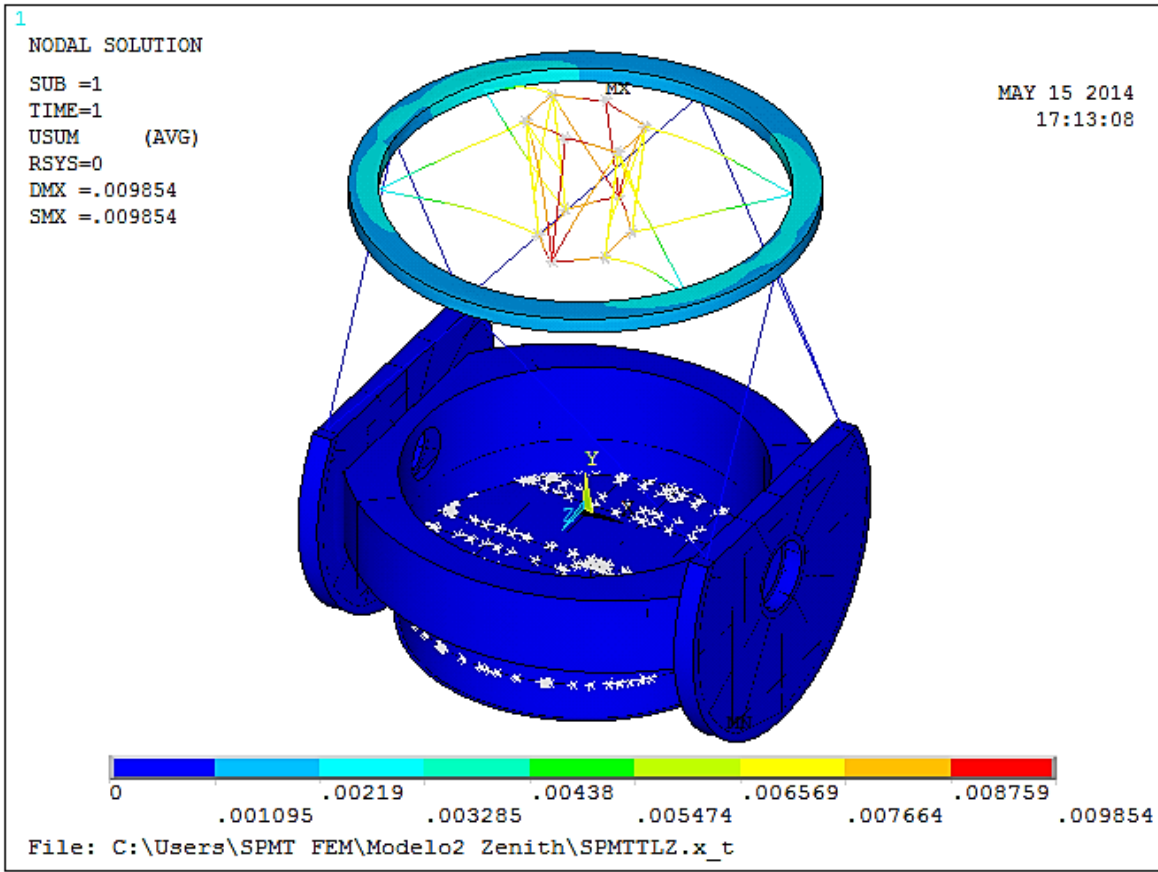 1
NODAL SOLUTION
SUB =1
TIME=1
USUM (AVG)
RSYS=0
DMX =.009854
SMX =.009854
MAY 15 2014
17:13:08
MX
Y
Z
MN
0 .00219 .00438 .006569 .008759
.001095 .003285 .005474 .007664 .009854
File: C:\Users\SPMT FEM\Modelo2 Zenith\SPMTTLZ.x_t